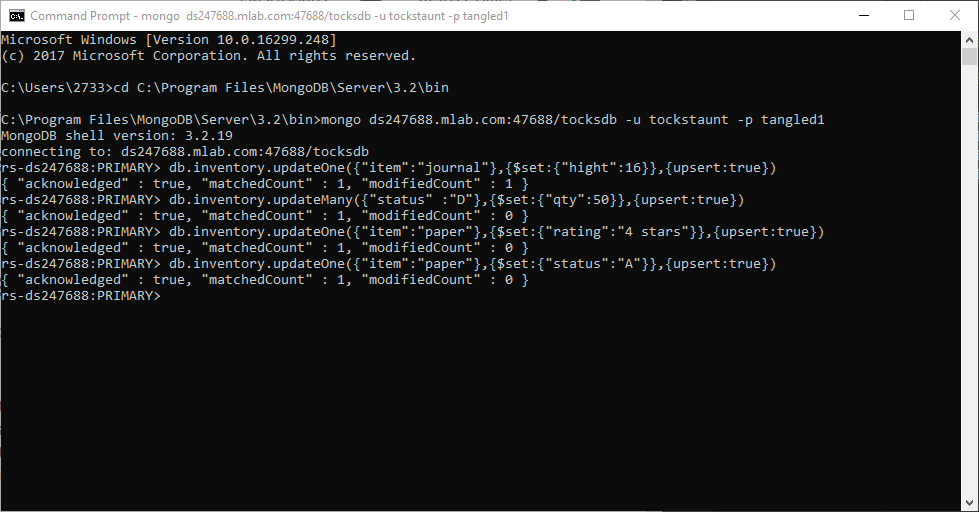 Command Prompt - mongo ds247688.mlab.com:47688/tocksdb -u tockstaunt -p tangled1
Microsoft Windows [Version 10.0.16299.248]
(c) 2017 Microsoft Corporation. All rights reserved.
C:\Users\2733>cd C:\Program Files\MongoDB\Server\3.2\bin
C:\Program Files\MongoDB\Server\3.2\bin>mongo ds247688.mlab.com:47688/tocksdb -u tockstaunt -p tangled1
MongoDB shell version: 3.2.19
connecting to: ds247688.mlab.com:47688/tocksdb
rs-ds247688:PRIMARY> db.inventory.updateOne({"item":"journal"},{$set:{"hight":16}},{upsert:true})
{ "acknowledged" : true, "matchedCount" : 1, "modifiedCount" : 1 }
rs-ds247688:PRIMARY> db.inventory.updateMany({"status" :"D"},{$set:{"qty":50}},{upsert:true})
{ "acknowledged" : true, "matchedCount" : 1, "modifiedCount" : 0 }
rs-ds247688:PRIMARY> db.inventory.updateOne({"item":"paper"},{$set:{"rating":"4 stars"}},{upsert:true})
{ "acknowledged" : true, "matchedCount" : 1, "modifiedCount" : 0 }
rs-ds247688:PRIMARY> db.inventory.updateOne({"item":"paper"},{$set:{"status":"A"}},{upsert:true})
{ "acknowledged" : true, "matchedCount" : 1, "modifiedCount" : 0 }
rs-ds247688:PRIMARY>